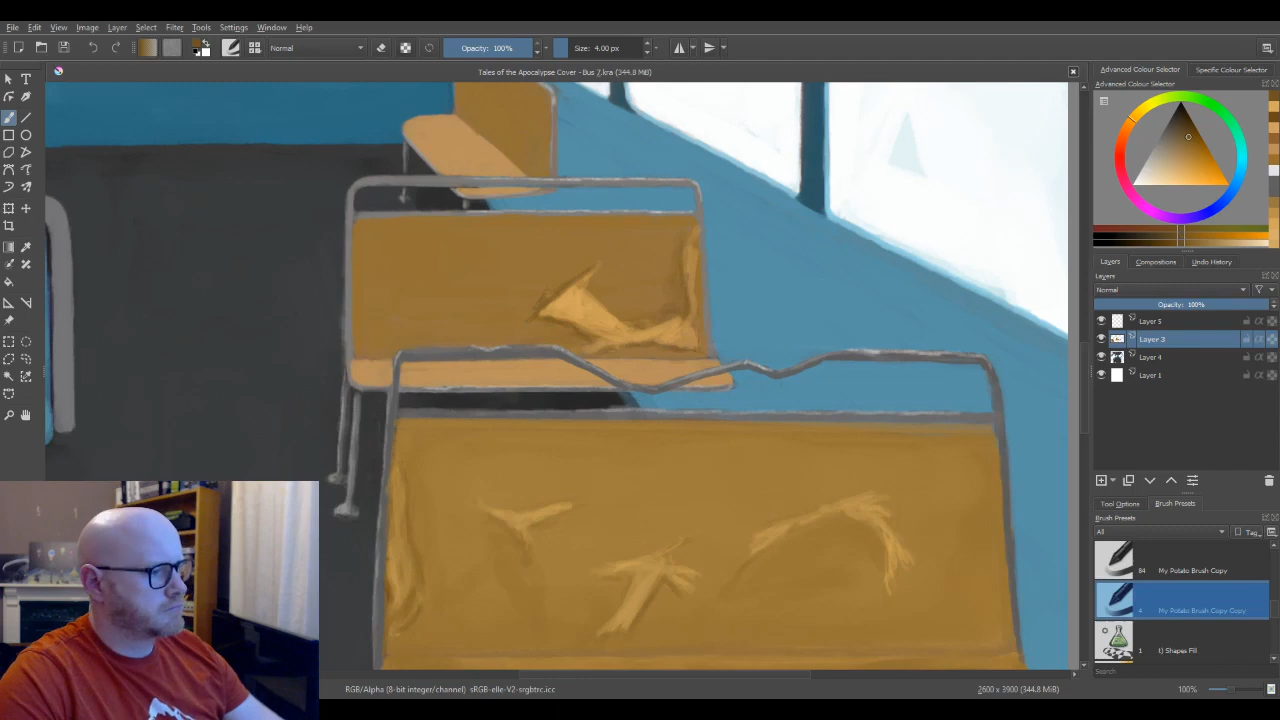 File Edit View Image Layer Select Filter Tools Settings Window Help
Normal Opacity: 100% Size: 4.00 px
Tales of the Apocalypse Cover - Bus 7.kra (344.8 MiB)
Advanced Colour Selector Specific Colour Selector
Advanced Colour Selector
Layers Compositions Undo History
Layers
Normal
Opacity: 100%
Layer 5
Layer 3
Layer 4
Layer 1
Tool Options Brush Presets
Brush Presets
All Tag
84 My Potato Brush Copy
4 My Potato Brush Copy Copy
1 t) Shapes Fill
Search
RGB/Alpha (8-bit integer/channel) sRGB-elle-V2-srgbtrc.icc 2600 x 3900 (344.8 MiB) 100%